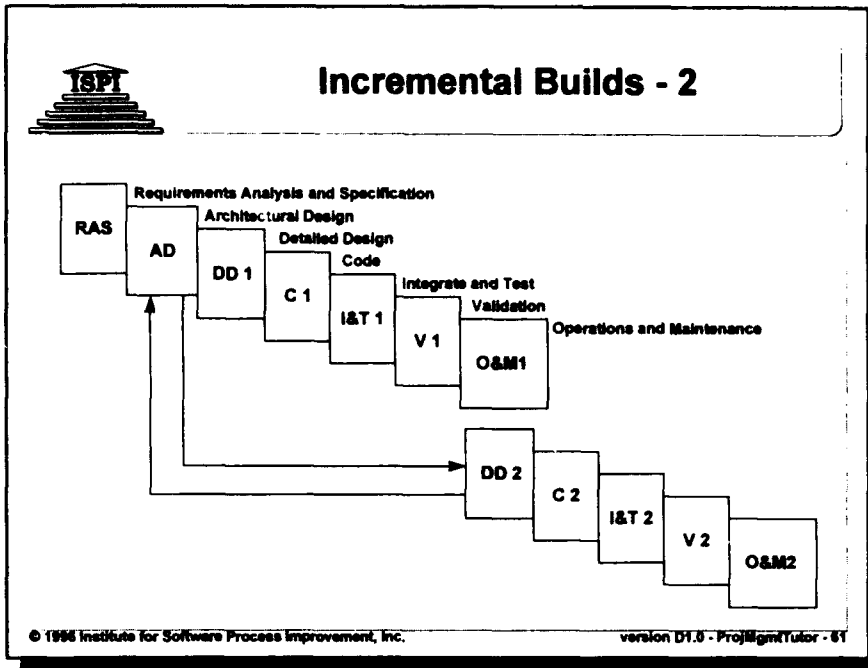 ISPI
Incremental Builds - 2
RAS
Requirements Analysis and Specification
AD
Architectural Design
DD 1
Detailed Design
C 1
Code
I&T 1
Integrate and Test
V 1
Validation
O&M1
Operations and Maintenance
DD 2
C 2
I&T 2
V 2
O&M2
© 1996 Institute for Software Process Improvement, Inc.
version D1.0 - ProjMgmtTutor - 61